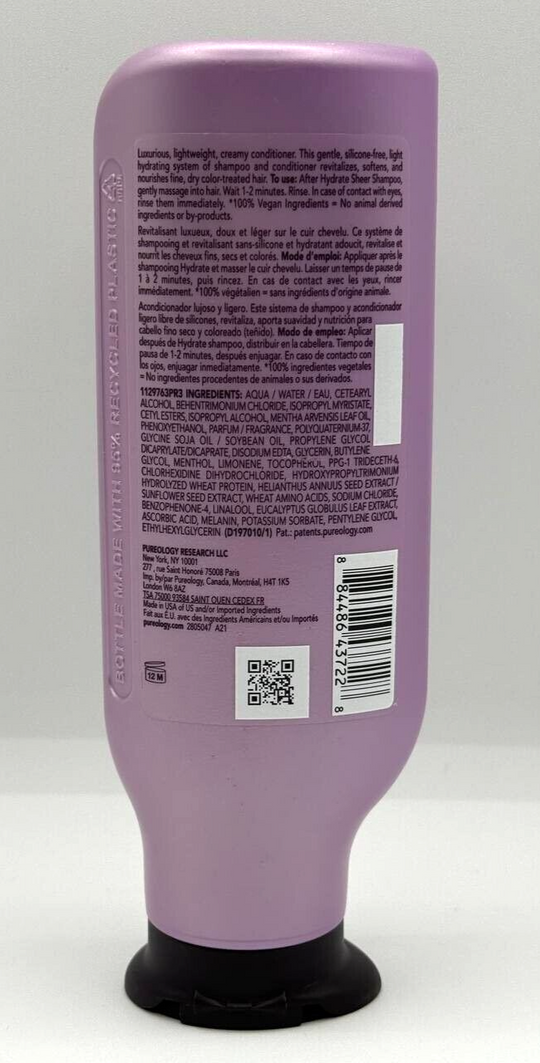 BOTTLE MADE WITH 95% RECYCLED PLASTIC
Luxurious, lightweight, creamy conditioner. This gentle, silicone-free, light
hydrating system of shampoo and conditioner revitalizes, softens, and
nourishes fine, dry color-treated hair. To use: After Hydrate Sheer Shampoo,
gently massage into hair. Wait 1-2 minutes. Rinse. In case of contact with eyes,
rinse them immediately. *100% Vegan Ingredients = No animal derived
ingredients or by-products.
Revitalisant luxueux, doux et léger sur le cuir chevelu. Ce système de
shampooing et revitalisant sans-silicone et hydratant adoucit, revitalise et
nourrit les cheveux fins, secs et colorés. Mode d'emploi: Appliquer après le
shampooing Hydrate et masser le cuir chevelu. Laisser un temps de pause de
1 à 2 minutes, puis rincez. En cas de contact avec les yeux, rincer
immédiatement. *100% végétalien = sans ingrédients d'origine animale.
Acondicionador lujoso y ligero. Este sistema de shampoo y acondicionador
ligero libre de silicones, revitaliza, aporta suavidad y nutrición para
cabello fino seco y coloreado (teñido). Modo de empleo: Aplicar
después de Hydrate shampoo, distribuir en la cabellera. Tiempo de
pausa de 1-2 minutes, después enjuagar. En caso de contacto con
los ojos, enjuagar inmediatamente. *100% ingredientes vegetales
= No ingredientes procedentes de animales o sus derivados.
1129763PR3 INGREDIENTS: AQUA / WATER / EAU, CETEARYL
ALCOHOL, BEHENTRIMONIUM CHLORIDE, ISOPROPYL MYRISTATE,
CETYL ESTERS, ISOPROPYL ALCOHOL, MENTHA ARVENSIS LEAF OIL,
PHENOXYETHANOL, PARFUM / FRAGRANCE, POLYQUATERNIUM-37,
GLYCINE SOJA OIL / SOYBEAN OIL, PROPYLENE GLYCOL
DICAPRYLATE/DICAPRATE, DISODIUM EDTA, GLYCERIN, BUTYLENE
GLYCOL, MENTHOL, LIMONENE, TOCOPHEROL, PPG-1 TRIDECETH-6,
CHLORHEXIDINE DIHYDROCHLORIDE, HYDROXYPROPYLTRIMONIUM
HYDROLYZED WHEAT PROTEIN, HELIANTHUS ANNUUS SEED EXTRACT /
SUNFLOWER SEED EXTRACT, WHEAT AMINO ACIDS, SODIUM CHLORIDE,
BENZOPHENONE-4, LINALOOL, EUCALYPTUS GLOBULUS LEAF EXTRACT,
ASCORBIC ACID, MELANIN, POTASSIUM SORBATE, PENTYLENE GLYCOL,
ETHYLHEXYLGLYCERIN (D197010/1) Pat.: patents.pureology.com
PUREOLOGY RESEARCH LLC
New York, NY 10001
277, rue Saint Honoré 75008 Paris
Imp. by/par Pureology, Canada, Montréal, H4T 1K5
London W6 8AZ
TSA 75000 93584 SAINT OUEN CEDEX FR
Made in USA of US and/or Imported Ingredients
Fait aux É.U. avec des Ingredients Américains et/ou Importés
pureology.com 2805047 A21
12 M
8 84486 43722 8